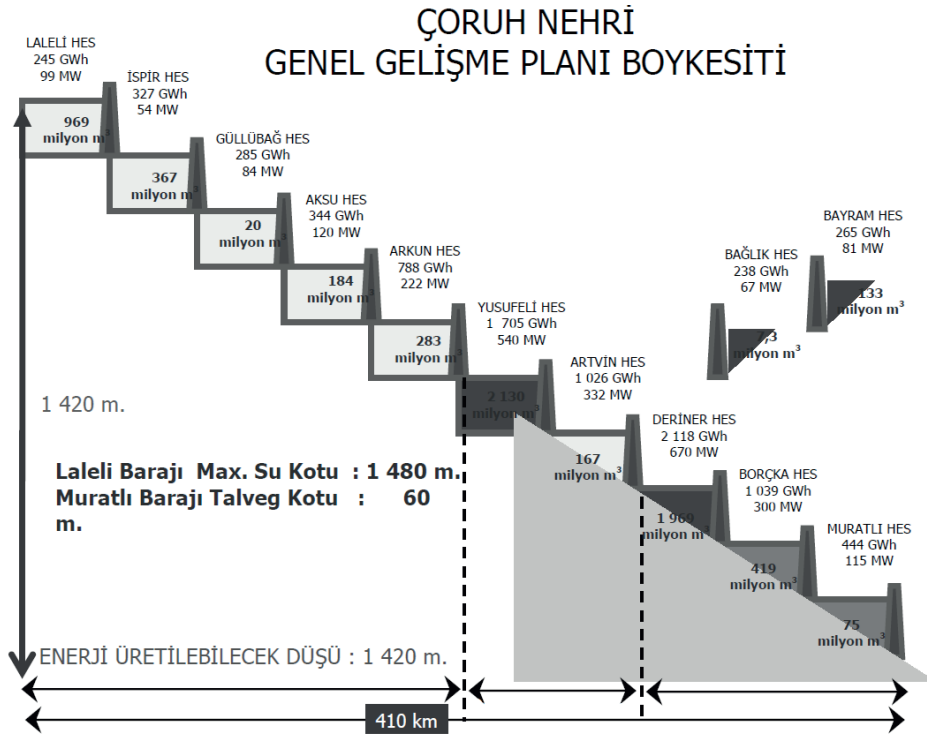 ÇORUH NEHRİ
GENEL GELİŞME PLANI BOYKESİTİ
LALELİ HES
245 GWh
99 MW
969
milyon m³
İSPİR HES
327 GWh
54 MW
367
milyon m³
GÜLLÜBAĞ HES
285 GWh
84 MW
20
milyon m³
AKSU HES
344 GWh
120 MW
184
milyon m³
ARKUN HES
788 GWh
222 MW
283
milyon m³
YUSUFELİ HES
1 705 GWh
540 MW
2 130
milyon m³
ARTVİN HES
1 026 GWh
332 MW
167
milyon m³
DERİNER HES
2 118 GWh
670 MW
1 969
milyon m³
BORÇKA HES
1 039 GWh
300 MW
419
milyon m³
MURATLI HES
444 GWh
115 MW
75
milyon m³
BAĞLIK HES
238 GWh
67 MW
7,3
milyon m³
BAYRAM HES
265 GWh
81 MW
133
milyon m³
1 420 m.
Laleli Barajı Max. Su Kotu : 1 480 m.
Muratlı Barajı Talveg Kotu : 60
m.
ENERJİ ÜRETİLEBİLECEK DÜŞÜ : 1 420 m.
410 km